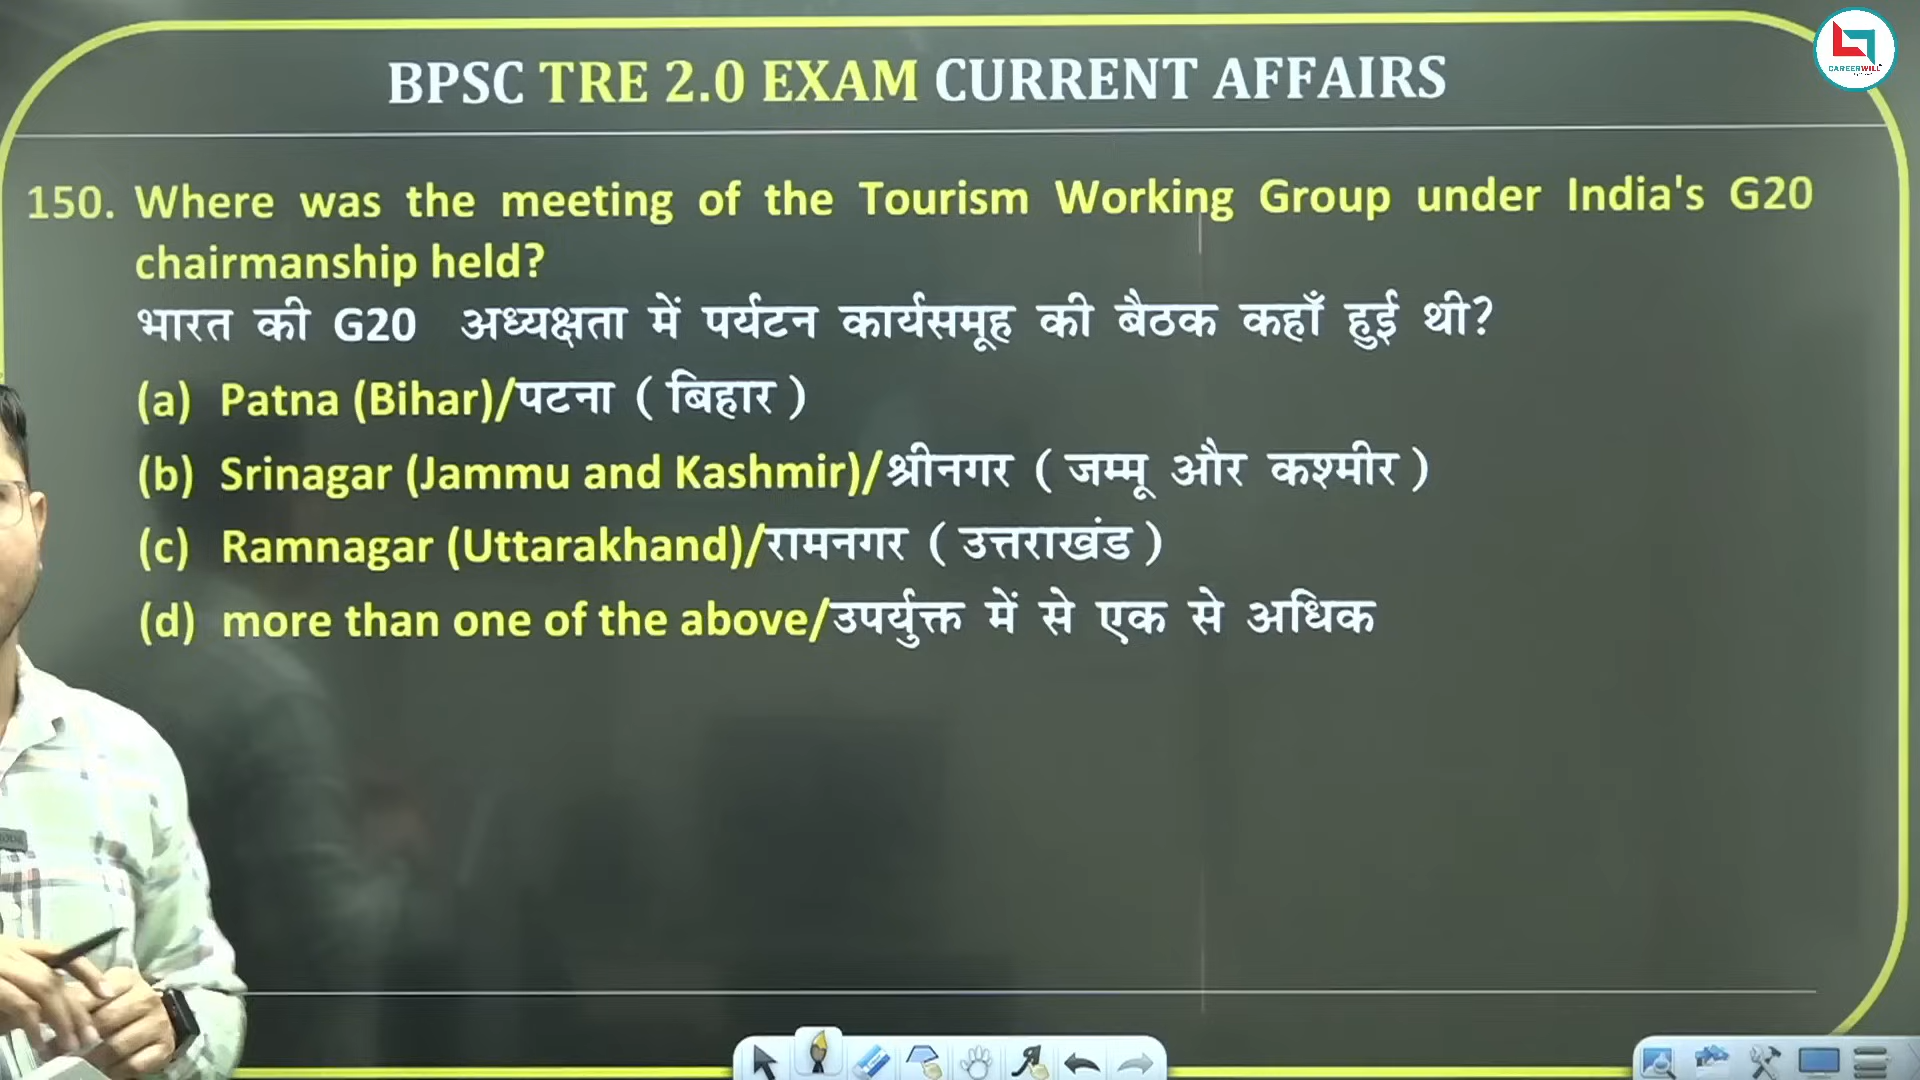 CAREERWILL
BPSC TRE 2.0 EXAM CURRENT AFFAIRS
150. Where was the meeting of the Tourism Working Group under India's G20
chairmanship held?
भारत की G20 अध्यक्षता में पर्यटन कार्यसमूह की बैठक कहाँ हुई थी?
(a) Patna (Bihar)/पटना ( बिहार )
(b) Srinagar (Jammu and Kashmir)/श्रीनगर ( जम्मू और कश्मीर )
(c) Ramnagar (Uttarakhand)/रामनगर ( उत्तराखंड )
(d) more than one of the above/उपर्युक्त में से एक से अधिक